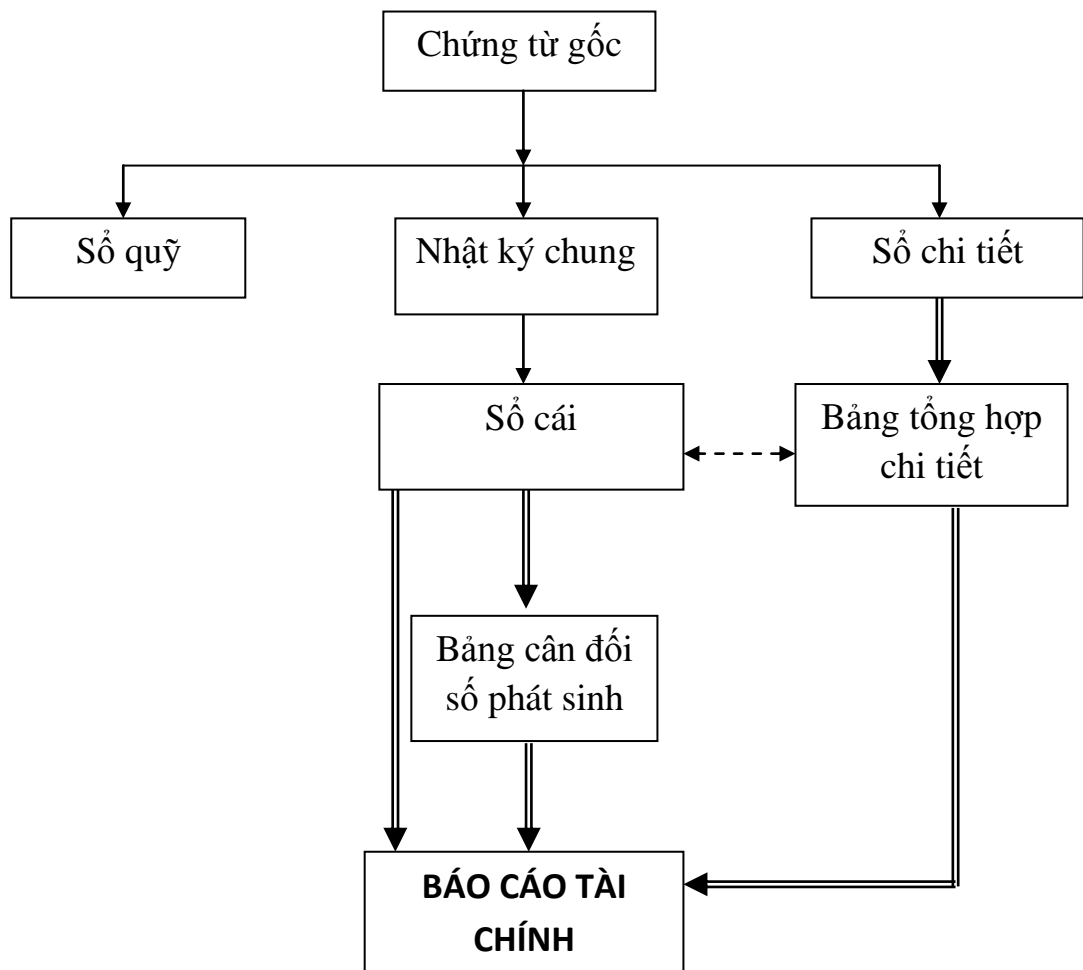 Chứng từ gốc
Sổ quỹ
Nhật ký chung
Sổ chi tiết
Sổ cái
Bảng tổng hợp
chi tiết
Bảng cân đối
số phát sinh
BÁO CÁO TÀI
CHÍNH